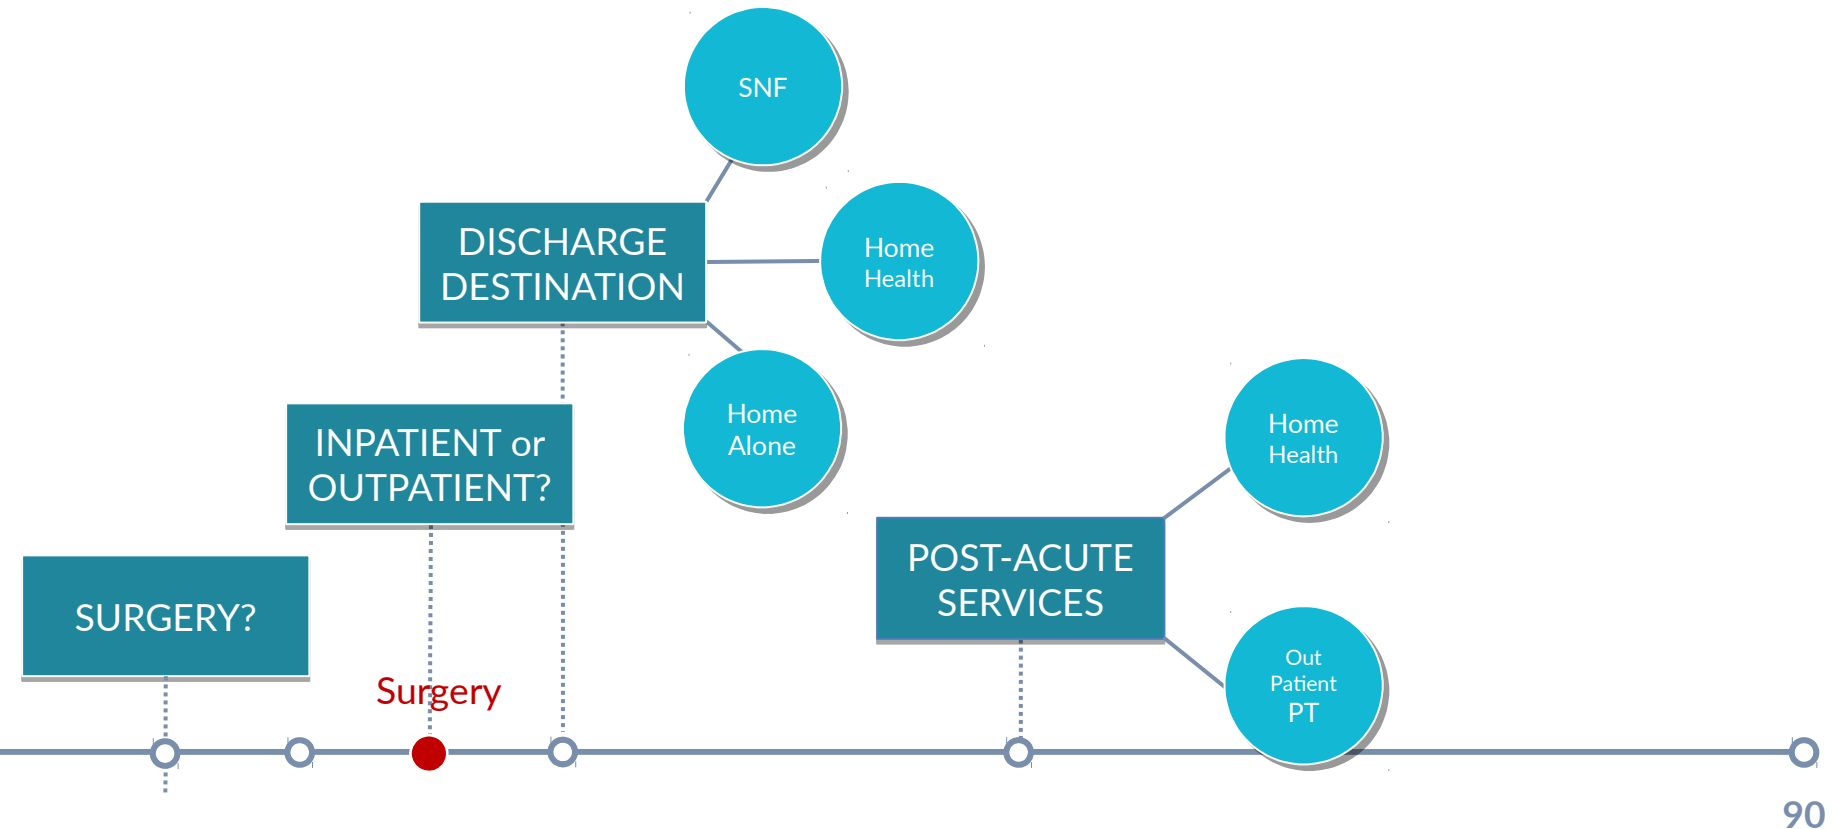 SNF
DISCHARGE
DESTINATION
Home
Health
Home
Alone
INPATIENT or
OUTPATIENT?
Home
Health
POST-ACUTE
SERVICES
SURGERY?
Surgery
Out
Patient
PT
90